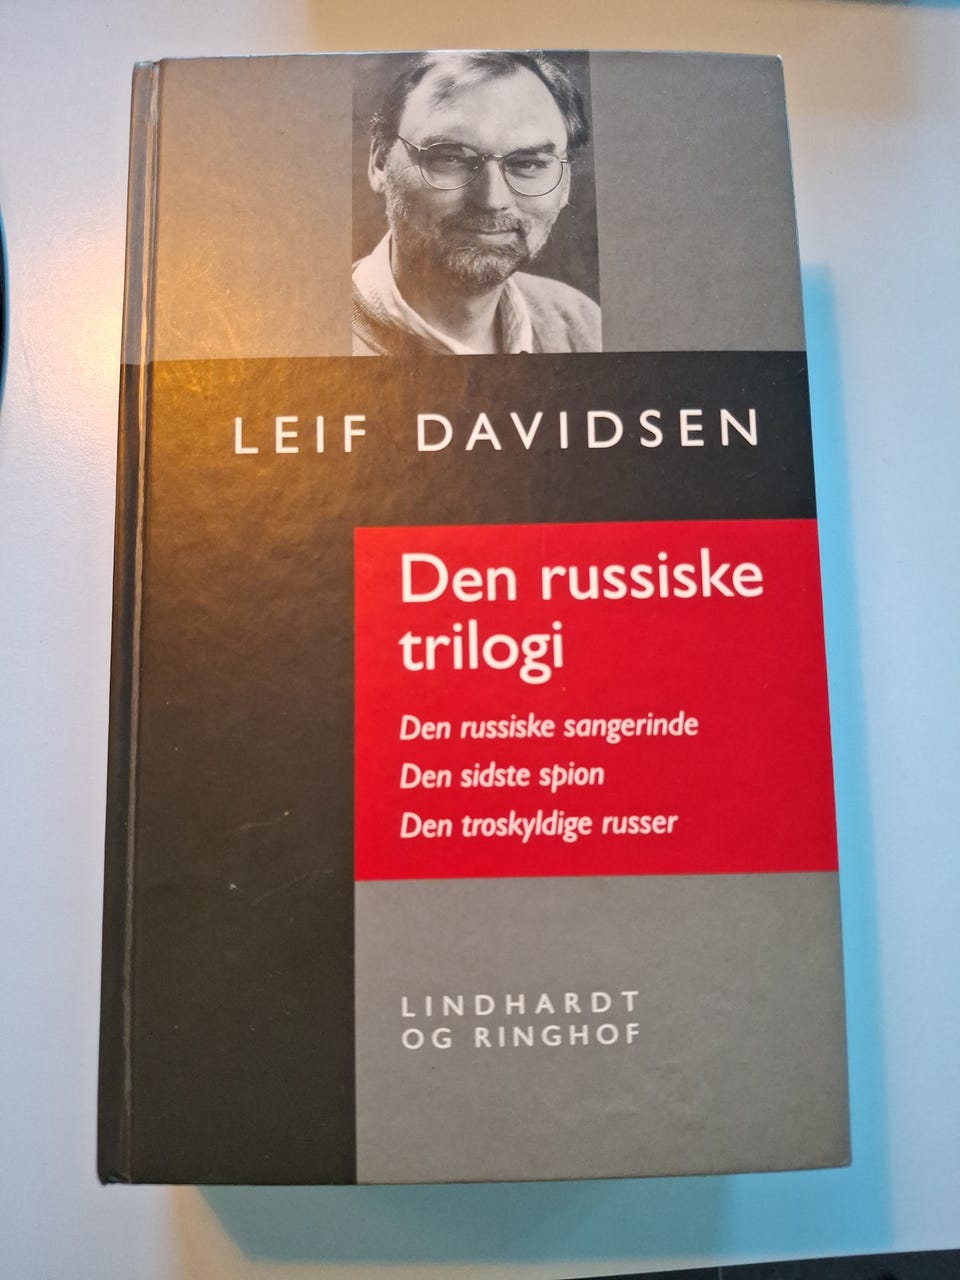 LEIF DAVIDSEN
Den russiske
trilogi
Den russiske sangerinde
Den sidste spion
Den troskyldige russer
LINDHARDT
OG RINGHOF